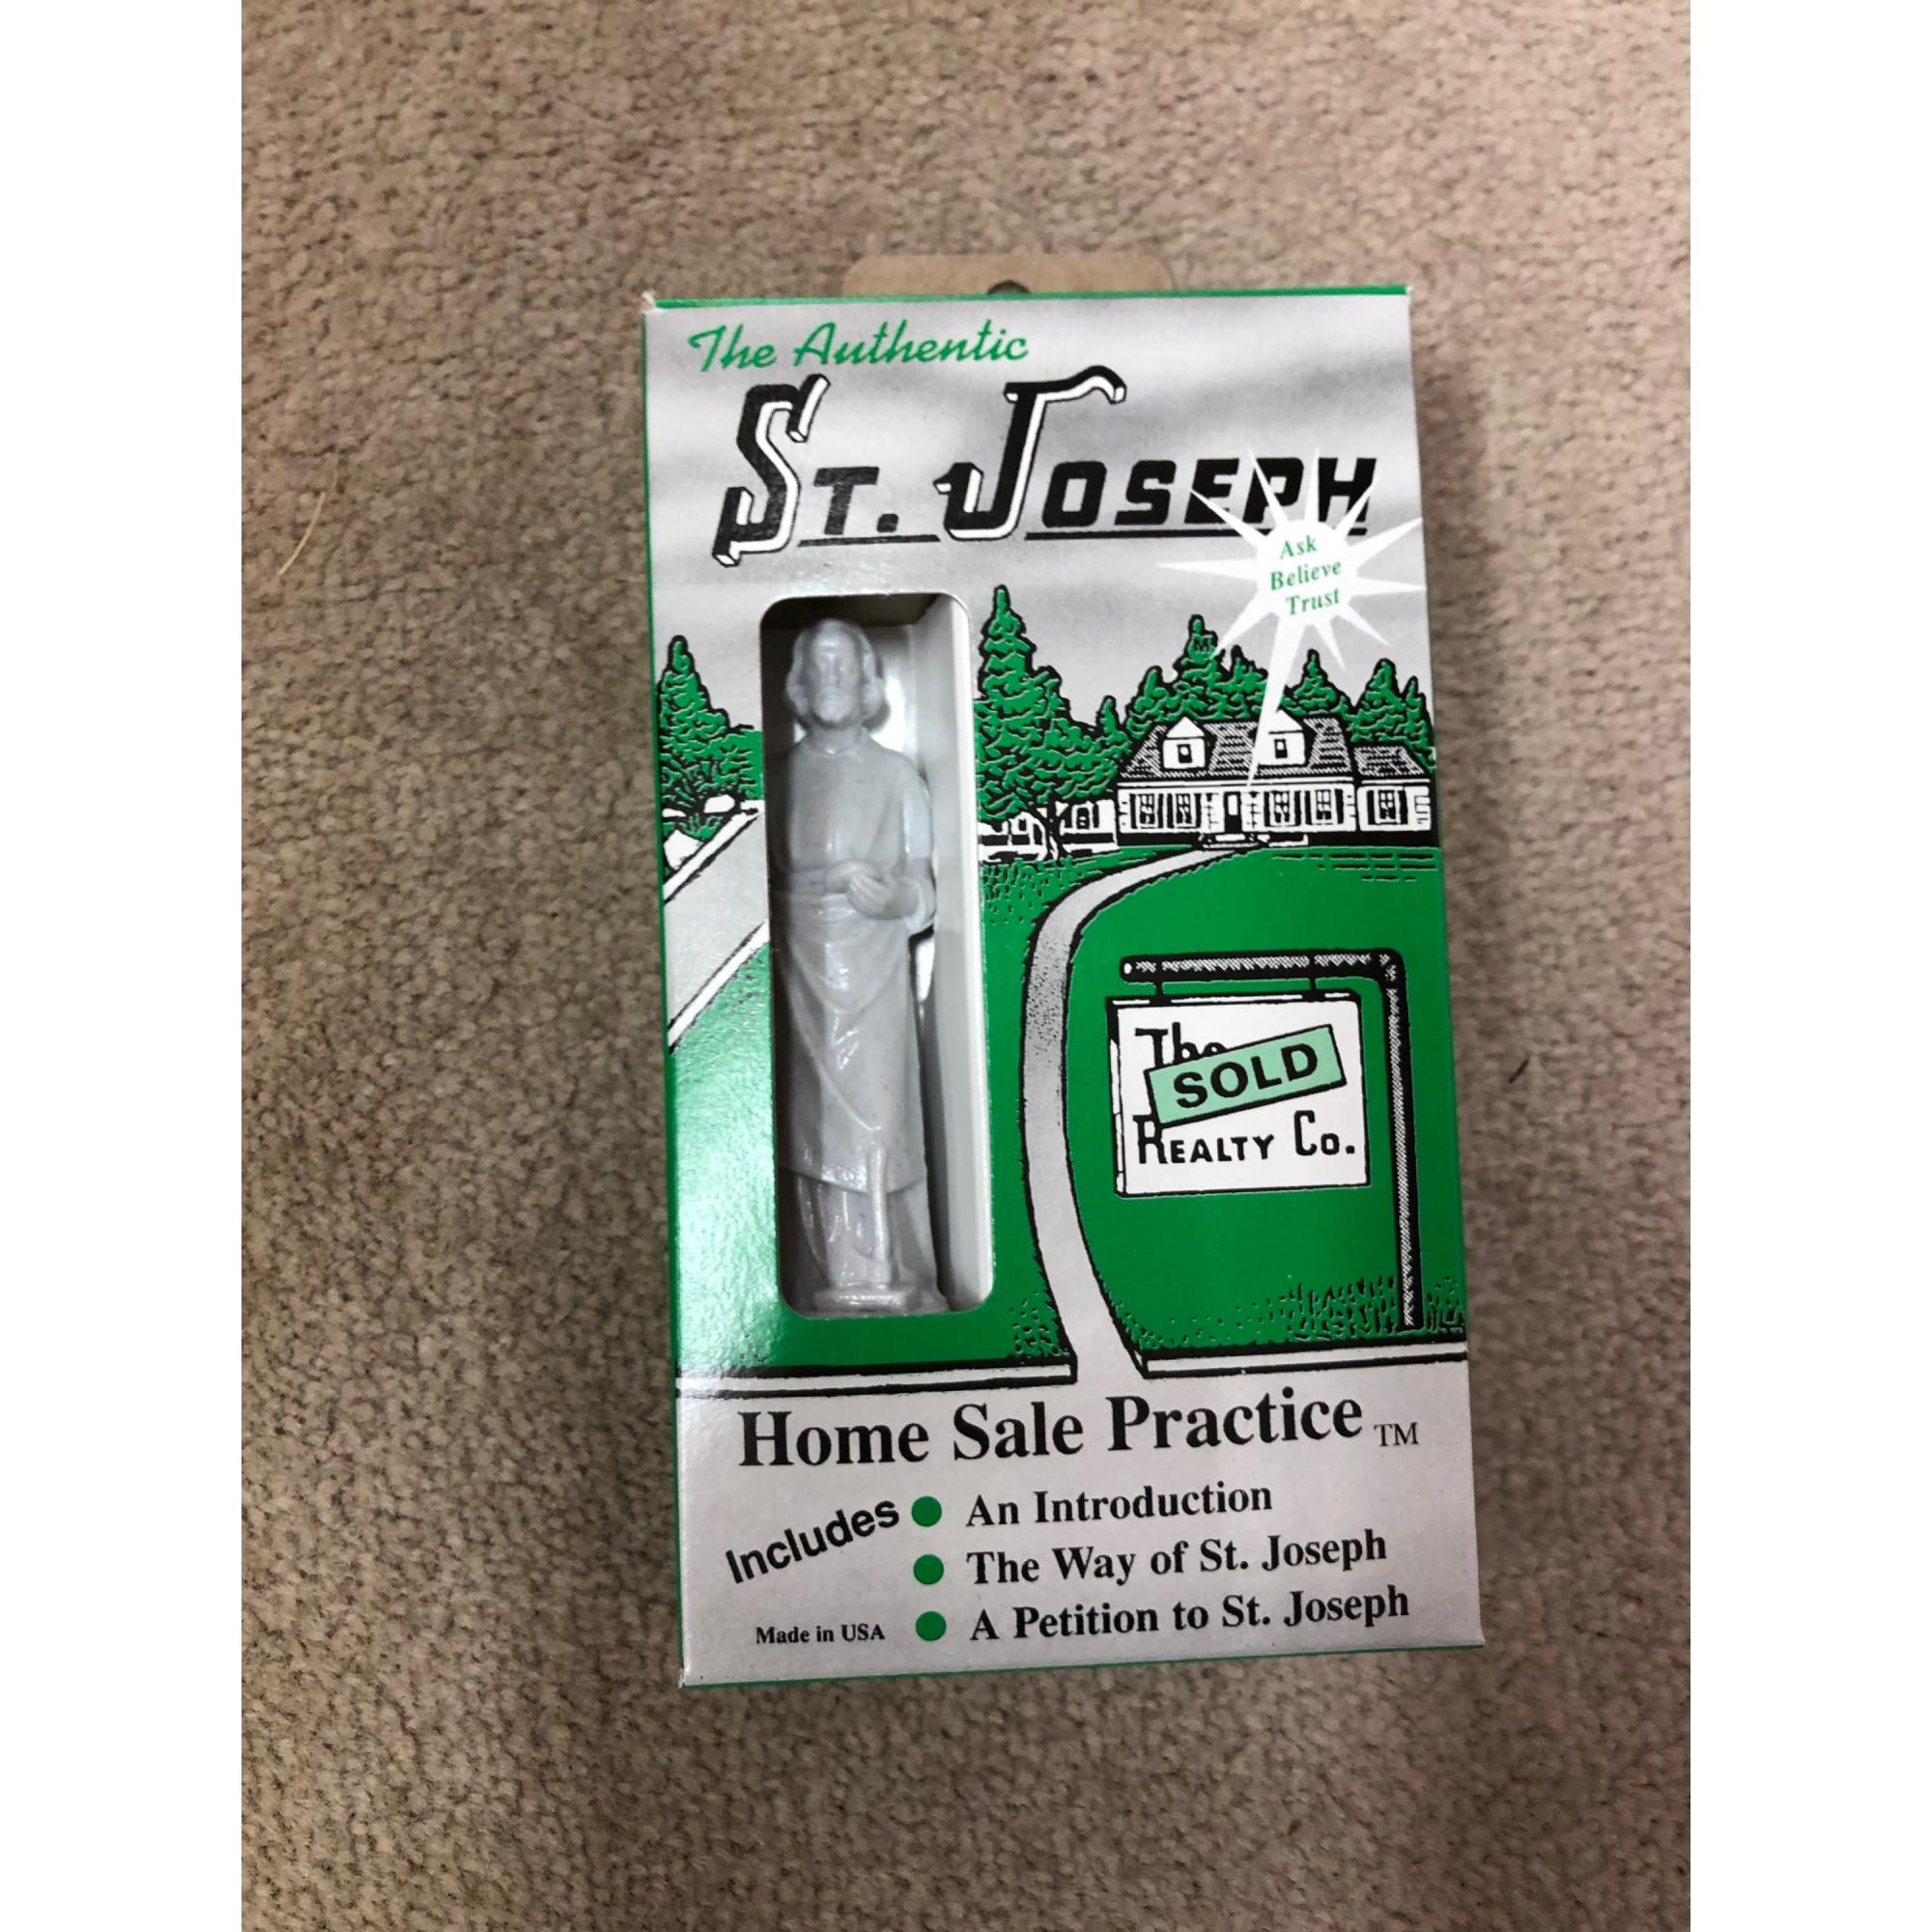 The Authentic
ST. JOSEPH
Ask
Believe
Trust
The
SOLD
REALTY CO.
Home Sale Practice TM
Includes
An Introduction
The Way of St. Joseph
A Petition to St. Joseph
Made in USA